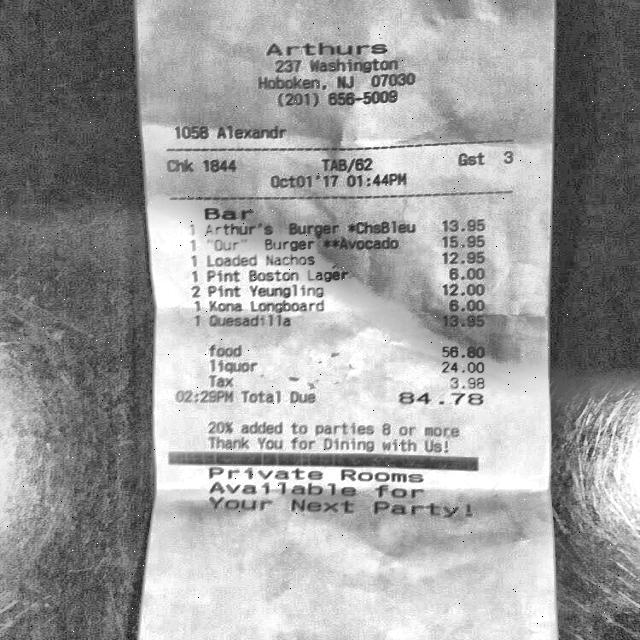 Arthurs
237 Washington
Hoboken, NJ 07030
(201) 656-5009
1058 Alexandr
Chk 1844 TAB/62 Gst 3
Oct01'17 01:44PM
Bar
1 Arthur's Burger *ChsBleu 13.95
1 "Our" Burger **Avocado 15.95
1 Loaded Nachos 12.95
1 Pint Boston Lager 6.00
2 Pint Yeungling 12.00
1 Kona Longboard 6.00
1 Quesadilla 13.95
food 56.80
liquor 24.00
Tax 3.98
02:29PM Total Due 84.78
20% added to parties 8 or more
Thank You for Dining with Us!
Private Rooms
Available for
Your Next Party!